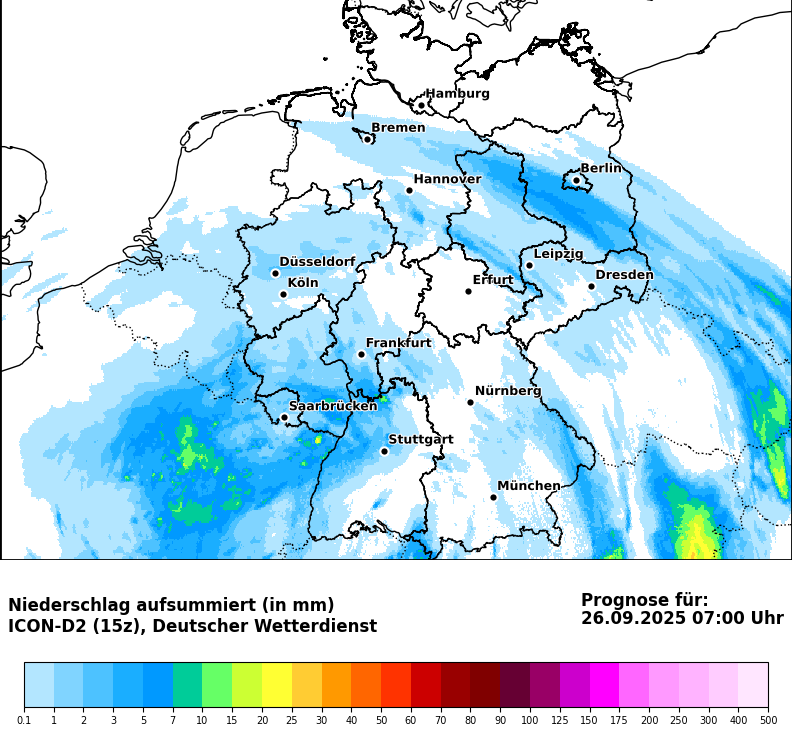 Hamburg
Bremen
Berlin
Hannover
Leipzig
Düsseldorf
Dresden
Köln
Erfurt
Frankfurt
Nürnberg
Saarbrücken
Stuttgart
München
Niederschlag aufsummiert (in mm)
ICON-D2 (15z), Deutscher Wetterdienst
Prognose für:
26.09.2025 07:00 Uhr
0.1 1 2 3 5 7 10 15 20 25 30 40 50 60 70 80 90 100 125 150 175 200 250 300 400 500